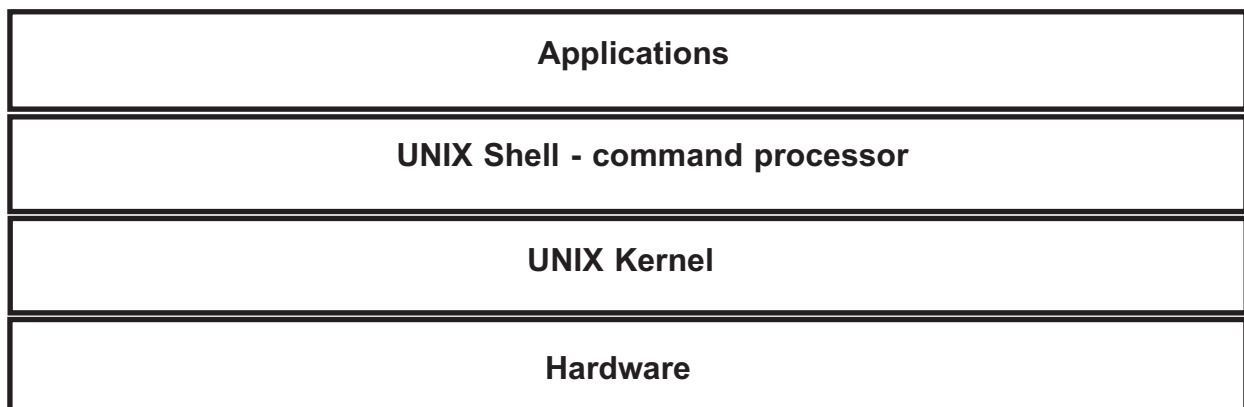 Applications
UNIX Shell - command processor
UNIX Kernel
Hardware